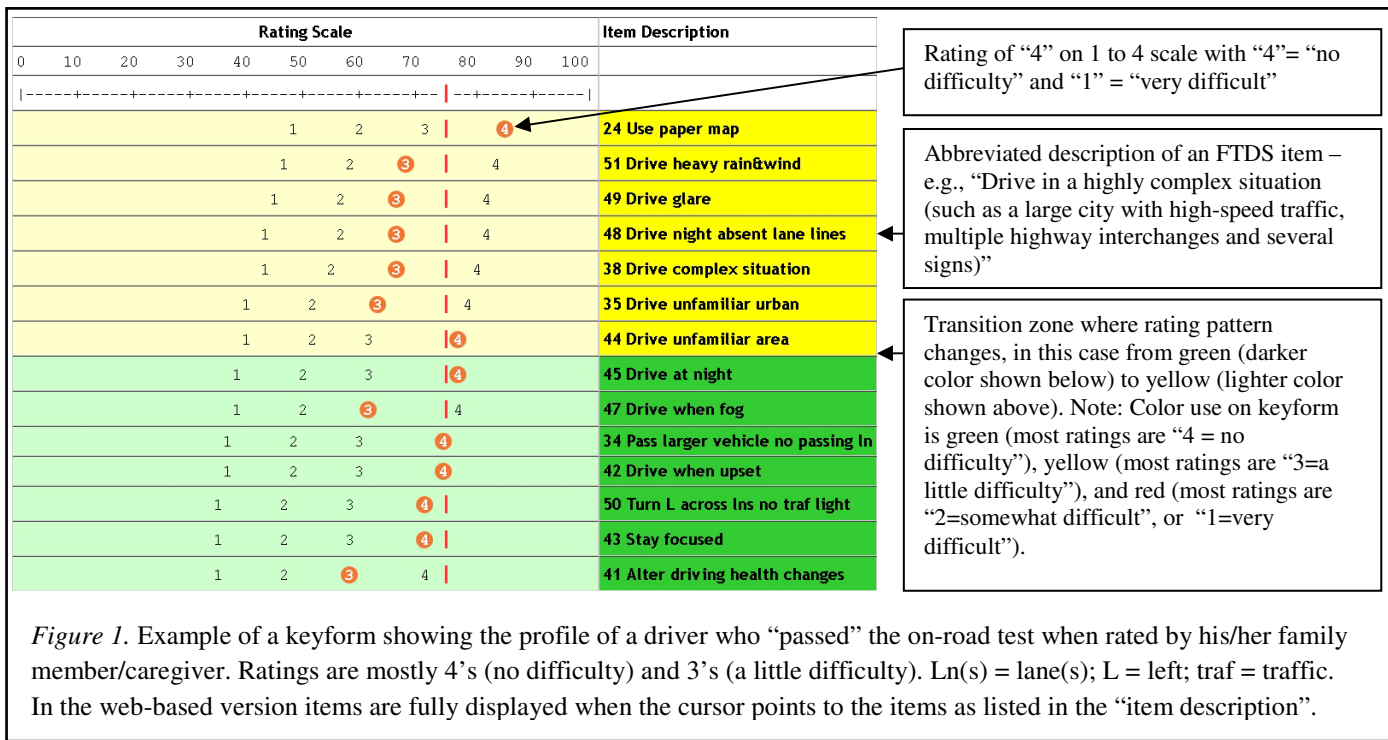 Rating Scale Item Description
0 10 20 30 40 50 60 70 80 90 100
|-----+-----+-----+-----+-----+-----+-----+-- | --+-----+-----|
1 2 3 4 24 Use paper map
1 2 3 4 51 Drive heavy rain&wind
1 2 3 4 49 Drive glare
1 2 3 4 48 Drive night absent lane lines
1 2 3 4 38 Drive complex situation
1 2 3 4 35 Drive unfamiliar urban
1 2 3 4 44 Drive unfamiliar area
1 2 3 4 45 Drive at night
1 2 3 4 47 Drive when fog
1 2 3 4 34 Pass larger vehicle no passing ln
1 2 3 4 42 Drive when upset
1 2 3 4 50 Turn L across lns no traf light
1 2 3 4 43 Stay focused
1 2 3 4 41 Alter driving health changes
Rating of “4” on 1 to 4 scale with “4”= “no
difficulty” and “1” = “very difficult”
Abbreviated description of an FTDS item –
e.g., “Drive in a highly complex situation
(such as a large city with high-speed traffic,
multiple highway interchanges and several
signs)”
Transition zone where rating pattern
changes, in this case from green (darker
color shown below) to yellow (lighter color
shown above). Note: Color use on keyform
is green (most ratings are “4 = no
difficulty”), yellow (most ratings are “3=a
little difficulty”), and red (most ratings are
“2=somewhat difficult”, or “1=very
difficult”).
Figure 1. Example of a keyform showing the profile of a driver who “passed” the on-road test when rated by his/her family
member/caregiver. Ratings are mostly 4’s (no difficulty) and 3’s (a little difficulty). Ln(s) = lane(s); L = left; traf = traffic.
In the web-based version items are fully displayed when the cursor points to the items as listed in the “item description”.